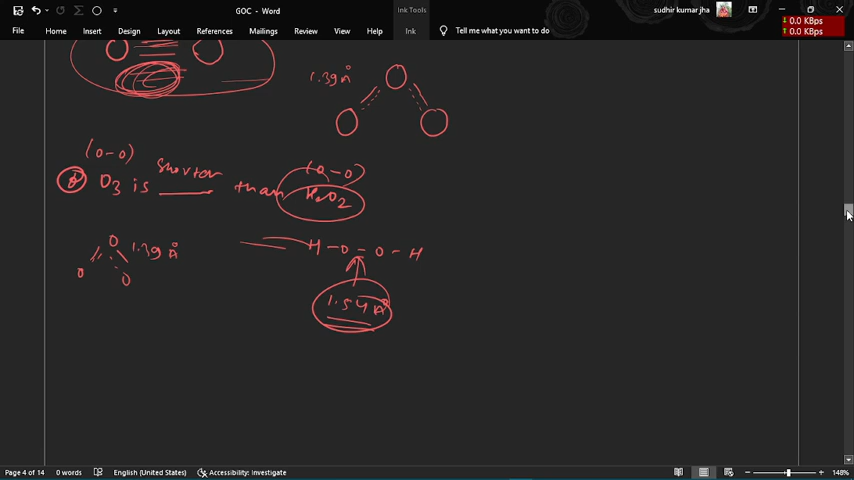 GOC - Word
Ink Tools
sudhir kumar jha
File Home Insert Design Layout References Mailings Review View Help Ink Tell me what you want to do
0.0 KBps
0.0 KBps
1.39 Å
O
O O
(O-O)
(O-O)
O3 is shorter than H2O2
O
O O
1.39 Å
H-O-O-H
1.54 Å
Page 4 of 14 0 words English (United States) Accessibility: Investigate 148%